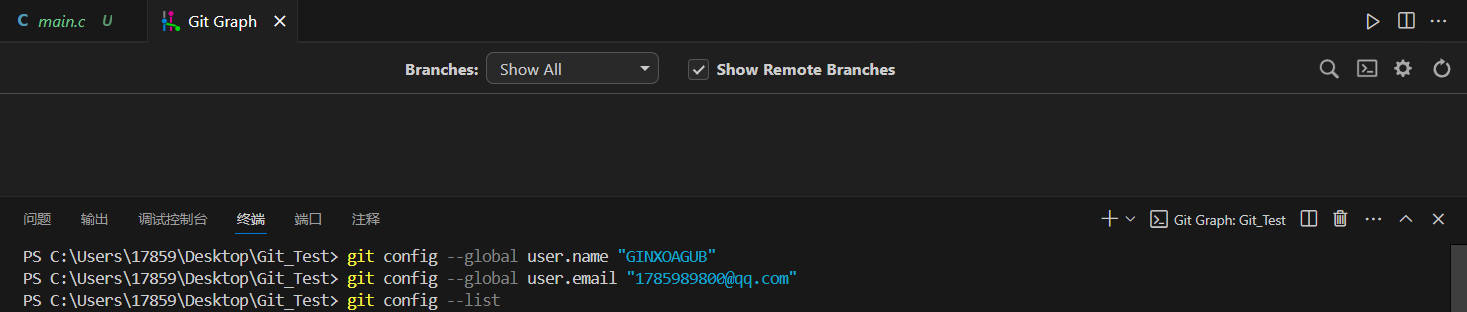 main.c U Git Graph
Branches: Show All Show Remote Branches
问题 输出 调试控制台 终端 端口 注释 Git Graph: Git_Test
PS C:\Users\17859\Desktop\Git_Test> git config --global user.name "GINXOAGUB"
PS C:\Users\17859\Desktop\Git_Test> git config --global user.email "1785989800@qq.com"
PS C:\Users\17859\Desktop\Git_Test> git config --list